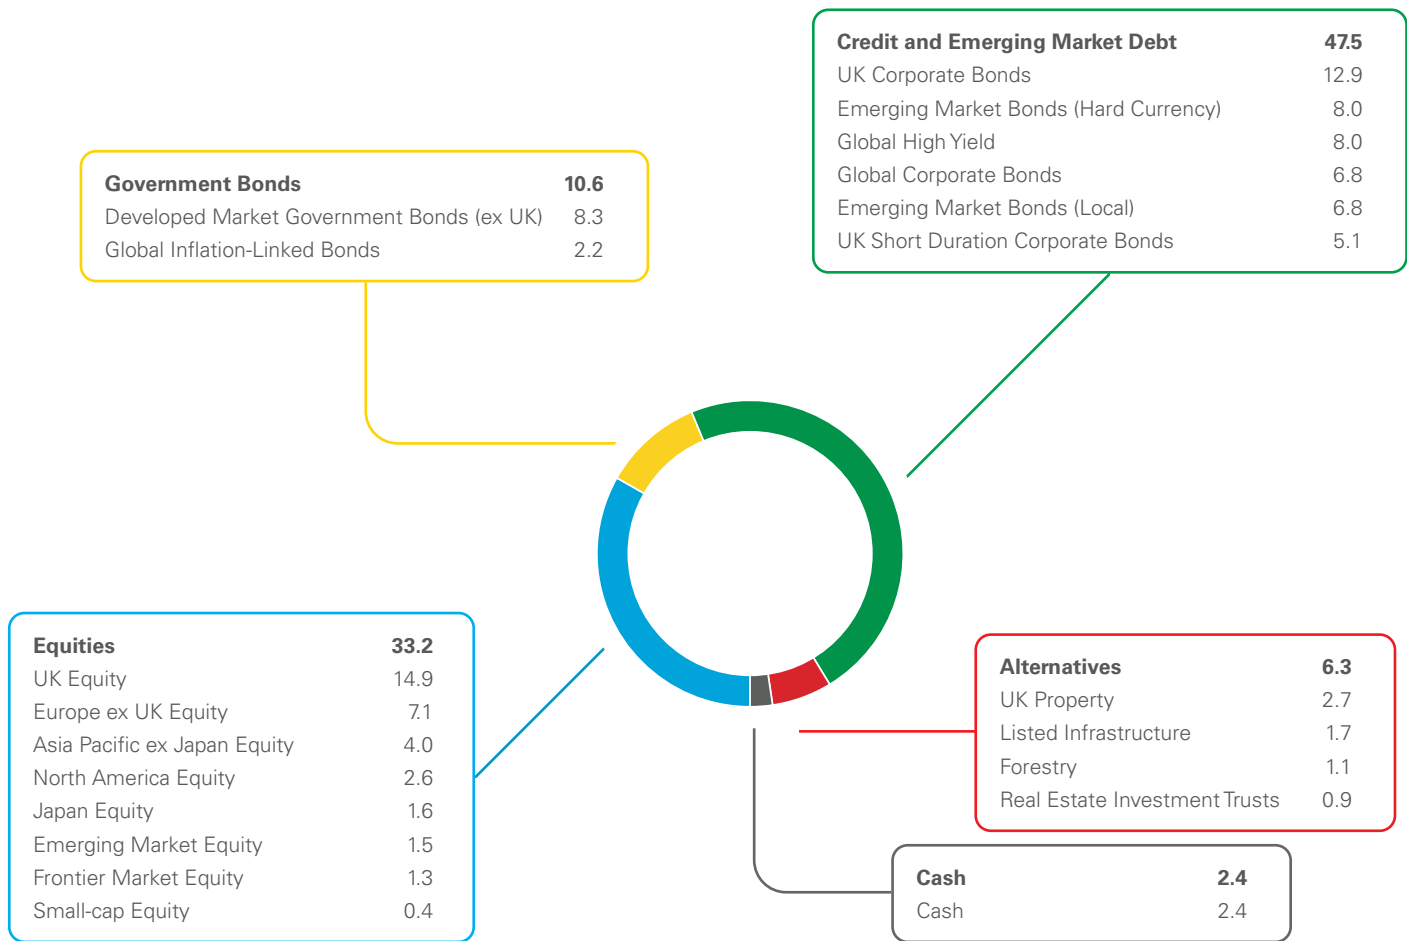 Credit and Emerging Market Debt 47.5
UK Corporate Bonds 12.9
Emerging Market Bonds (Hard Currency) 8.0
Global High Yield 8.0
Global Corporate Bonds 6.8
Emerging Market Bonds (Local) 6.8
UK Short Duration Corporate Bonds 5.1
Government Bonds 10.6
Developed Market Government Bonds (ex UK) 8.3
Global Inflation-Linked Bonds 2.2
Equities 33.2
UK Equity 14.9
Europe ex UK Equity 7.1
Asia Pacific ex Japan Equity 4.0
North America Equity 2.6
Japan Equity 1.6
Emerging Market Equity 1.5
Frontier Market Equity 1.3
Small-cap Equity 0.4
Alternatives 6.3
UK Property 2.7
Listed Infrastructure 1.7
Forestry 1.1
Real Estate Investment Trusts 0.9
Cash 2.4
Cash 2.4